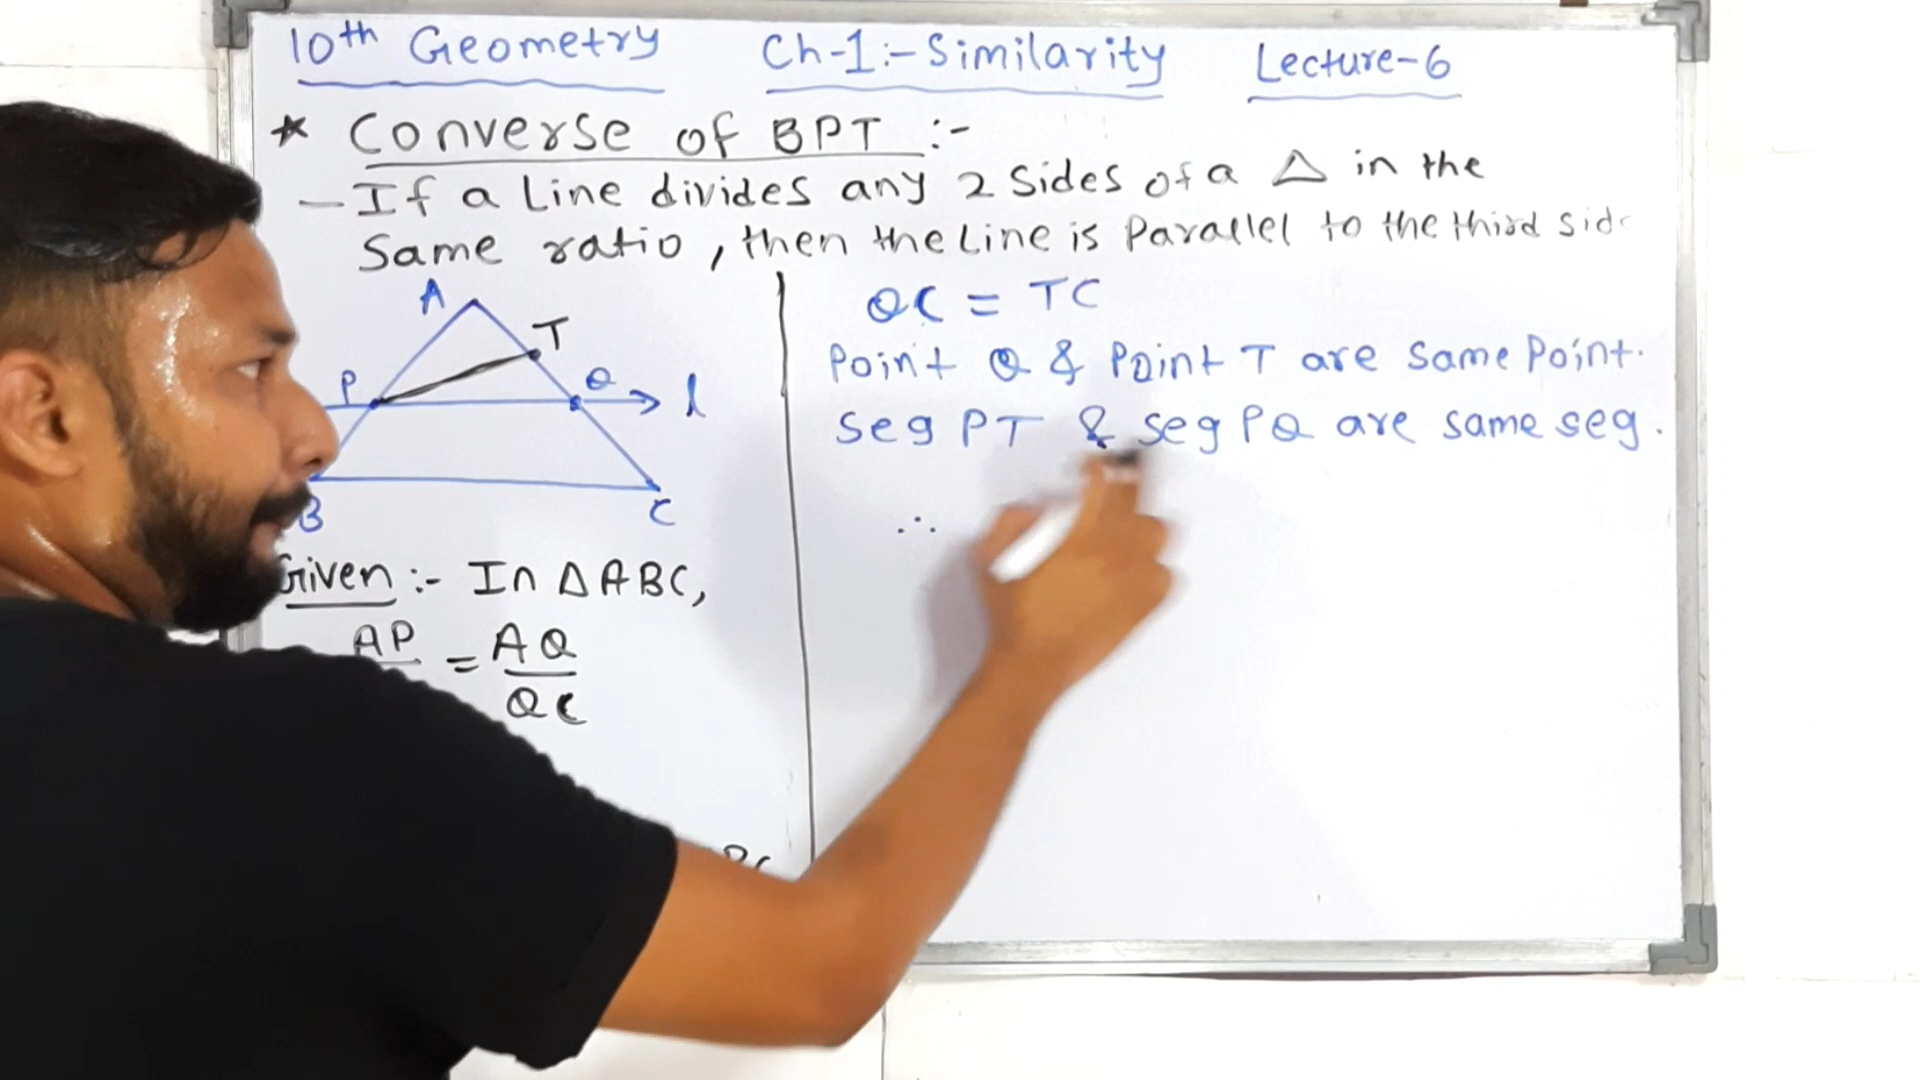 10th Geometry Ch-1:- Similarity Lecture-6
* Converse of BPT :-
- If a Line divides any 2 Sides of a △ in the
Same ratio, then the Line is Parallel to the third
A
T
P
Q
l
B
C
Given :- In △ABC,
AP = AQ
QC
QC = TC
Point Q & Point T are Same Point.
Seg PT & seg PQ are same seg.
∴